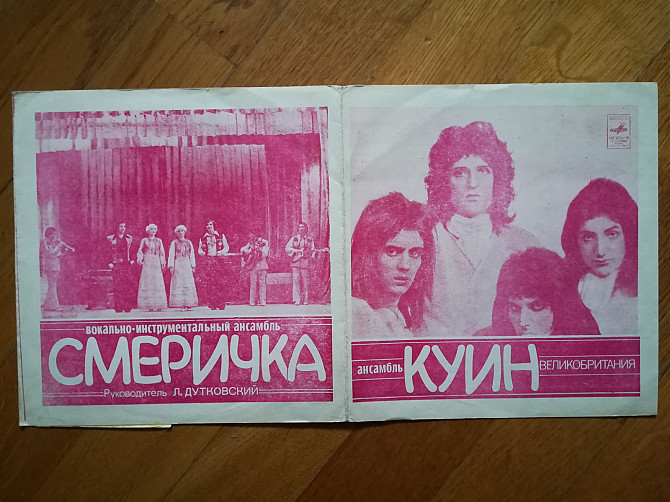 вокально-инструментальный ансамбль
СМЕРИЧКА
Руководитель Л. ДУТКОВСКИЙ
ансамбль КУИН ВЕЛИКОБРИТАНИЯ